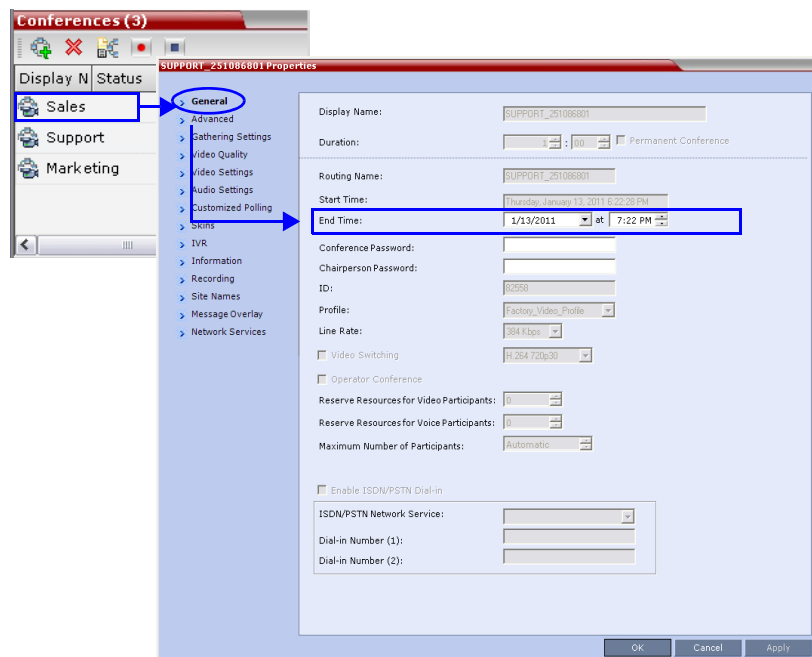 Conferences (3)
Display N Status
Sales
Support
Marketing
SUPPORT_251086801 Properties
General
Advanced
Gathering Settings
Video Quality
Video Settings
Audio Settings
Customized Polling
Skins
IVR
Information
Recording
Site Names
Message Overlay
Network Services
Display Name: SUPPORT_251086801
Duration: 1 : 00 Permanent Conference
Routing Name: SUPPORT_251086801
Start Time: Thursday, January 13, 2011 6:22:28 PM
End Time: 1/13/2011 at 7:22 PM
Conference Password:
Chairperson Password:
ID: 82558
Profile: Factory_Video_Profile
Line Rate: 384 Kbps
Video Switching H.264 720p30
Operator Conference
Reserve Resources for Video Participants: 0
Reserve Resources for Voice Participants: 0
Maximum Number of Participants: Automatic
Enable ISDN/PSTN Dial-in
ISDN/PSTN Network Service:
Dial-in Number (1):
Dial-in Number (2):
OK Cancel Apply